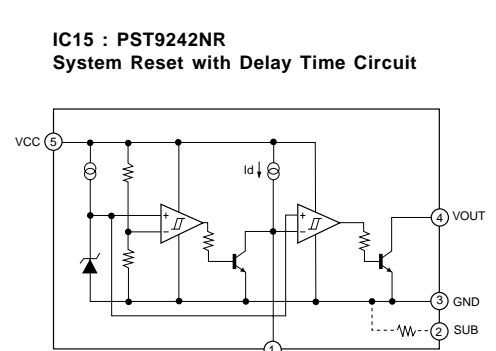 IC15 : PST9242NR
System Reset with Delay Time Circuit
VCC 5
Id
+
−
+
−
4 VOUT
3 GND
2 SUB
1